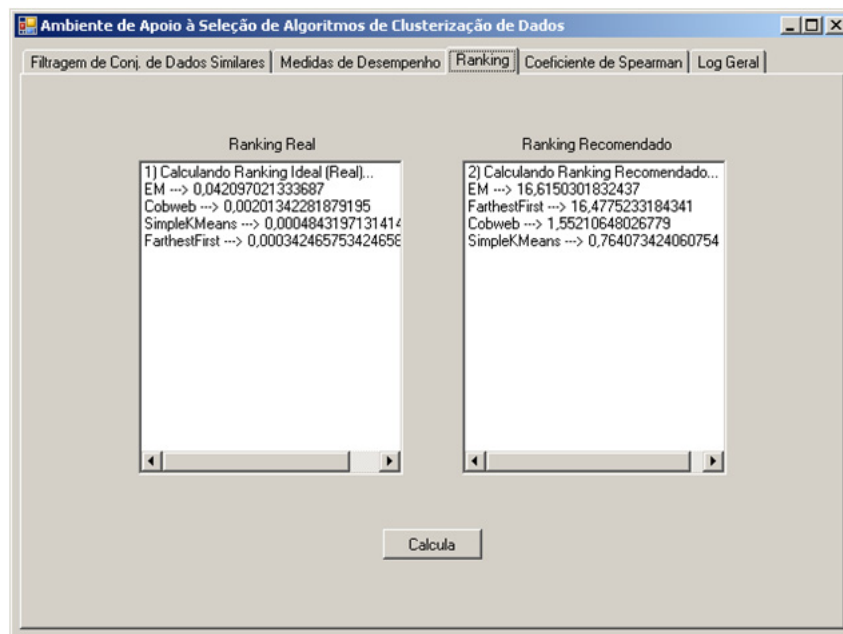 Ambiente de Apoio à Seleção de Algoritmos de Clusterização de Dados
Filtragem de Conj. de Dados Similares
Medidas de Desempenho
Ranking
Coeficiente de Spearman
Log Geral
Ranking Real
1) Calculando Ranking Ideal (Real)...
EM ---> 0,042097021333687
Cobweb ---> 0,00201342281879195
SimpleKMeans ---> 0,0004843197131414
FarthestFirst ---> 0,000342465753424658
Ranking Recomendado
2) Calculando Ranking Recomendado...
EM ---> 16,6150301832437
FarthestFirst ---> 16,4775233184341
Cobweb ---> 1,55210648026779
SimpleKMeans ---> 0,764073424060754
Calcula